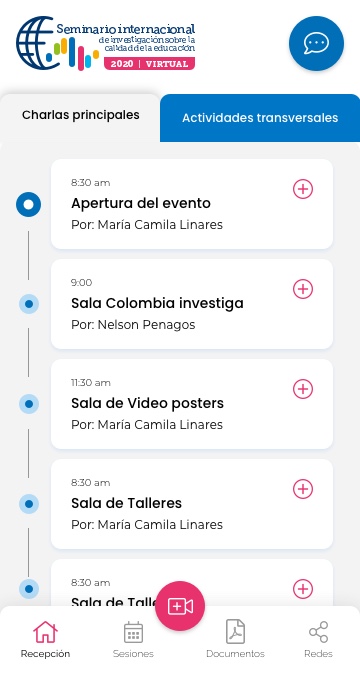 Seminario internacional
de investigación sobre la
calidad de la educación
2020 | VIRTUAL
Charlas principales
Actividades transversales
8:30 am
Apertura del evento
Por: María Camila Linares
9:00
Sala Colombia investiga
Por: Nelson Penagos
11:30 am
Sala de Video posters
Por: María Camila Linares
8:30 am
Sala de Talleres
Por: María Camila Linares
8:30 am
Sala de
Recepción
Sesiones
Documentos
Redes